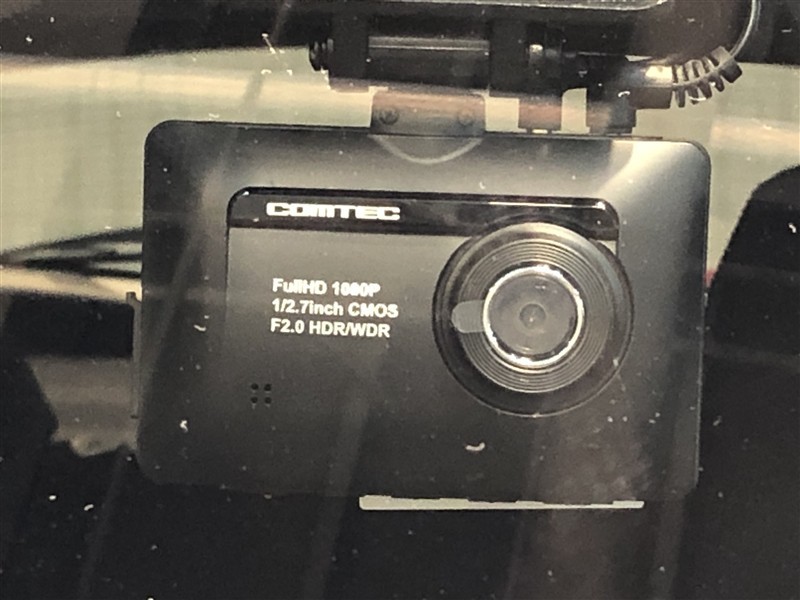 COMTEC
FullHD 1080P
1/2.7inch CMOS
F2.0 HDR/WDR